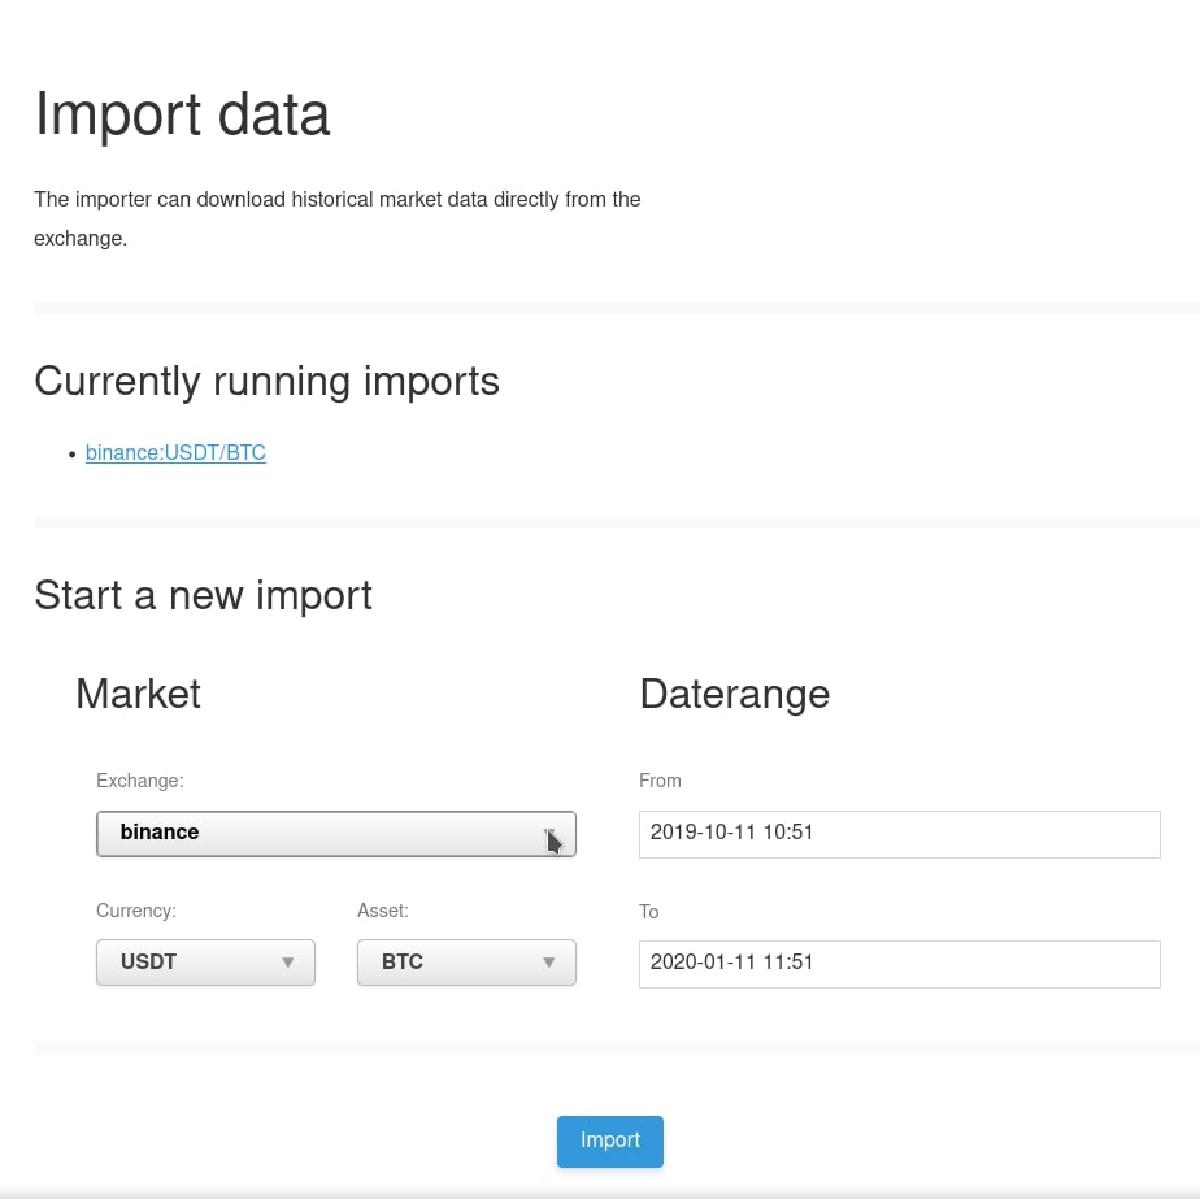 Import data
The importer can download historical market data directly from the
exchange.
Currently running imports
binance:USDT/BTC
Start a new import
Market
Daterange
Exchange:
From
binance
2019-10-11 10:51
Currency:
Asset:
To
USDT
BTC
2020-01-11 11:51
Import